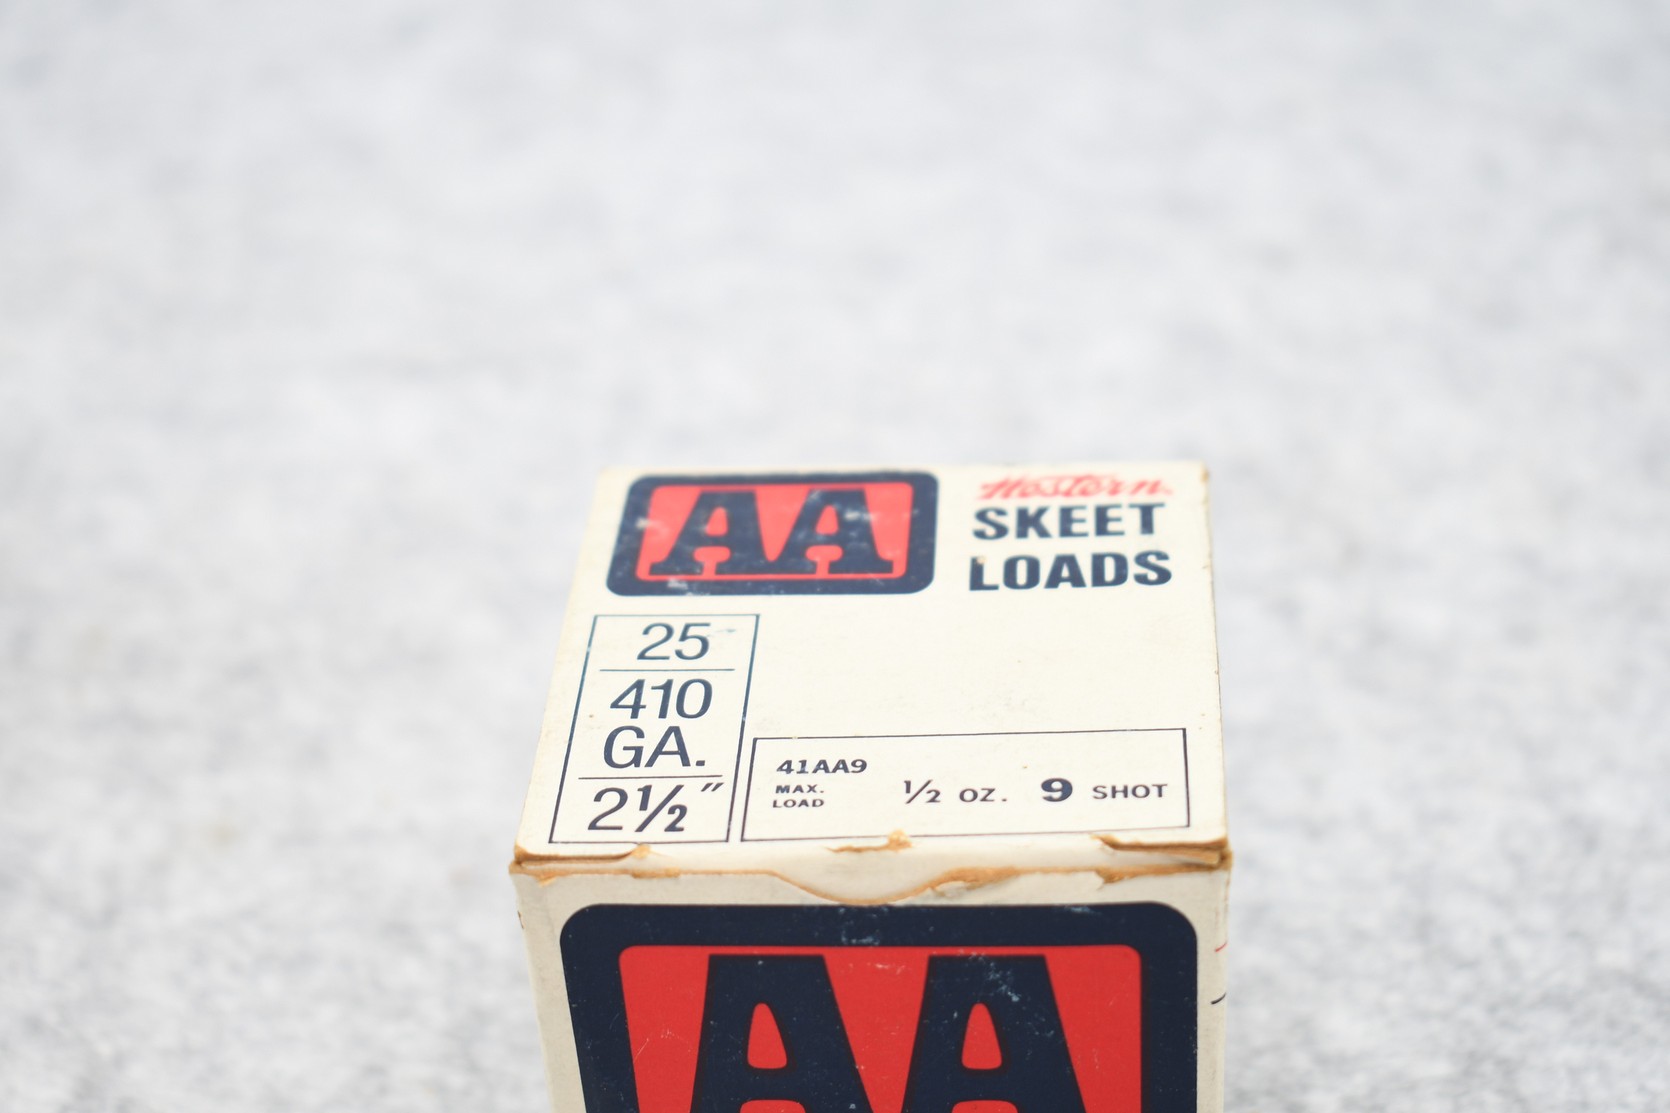 AA
Western
SKEET
LOADS
25
410
GA.
2½"
41AA9
MAX.
LOAD
½ OZ. 9 SHOT
AA